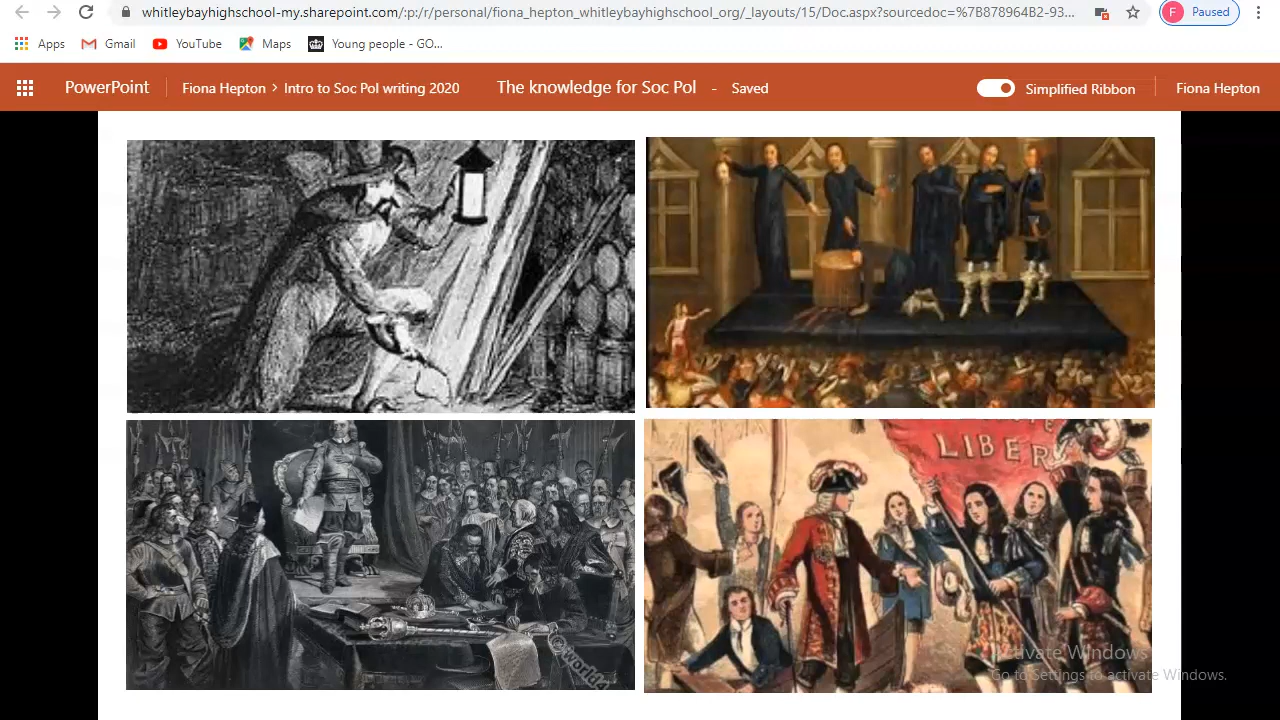 whitleybayhighschool-my.sharepoint.com/:p:/r/personal/fiona_hepton_whitleybayhighschool_org/_layouts/15/Doc.aspx?sourcedoc=%7B878964B2-93...
F Paused
Apps Gmail YouTube Maps Young people - GO...
PowerPoint Fiona Hepton > Intro to Soc Pol writing 2020 The knowledge for Soc Pol - Saved Simplified Ribbon Fiona Hepton
LIBER
Activate Windows
Go to Settings to activate Windows.